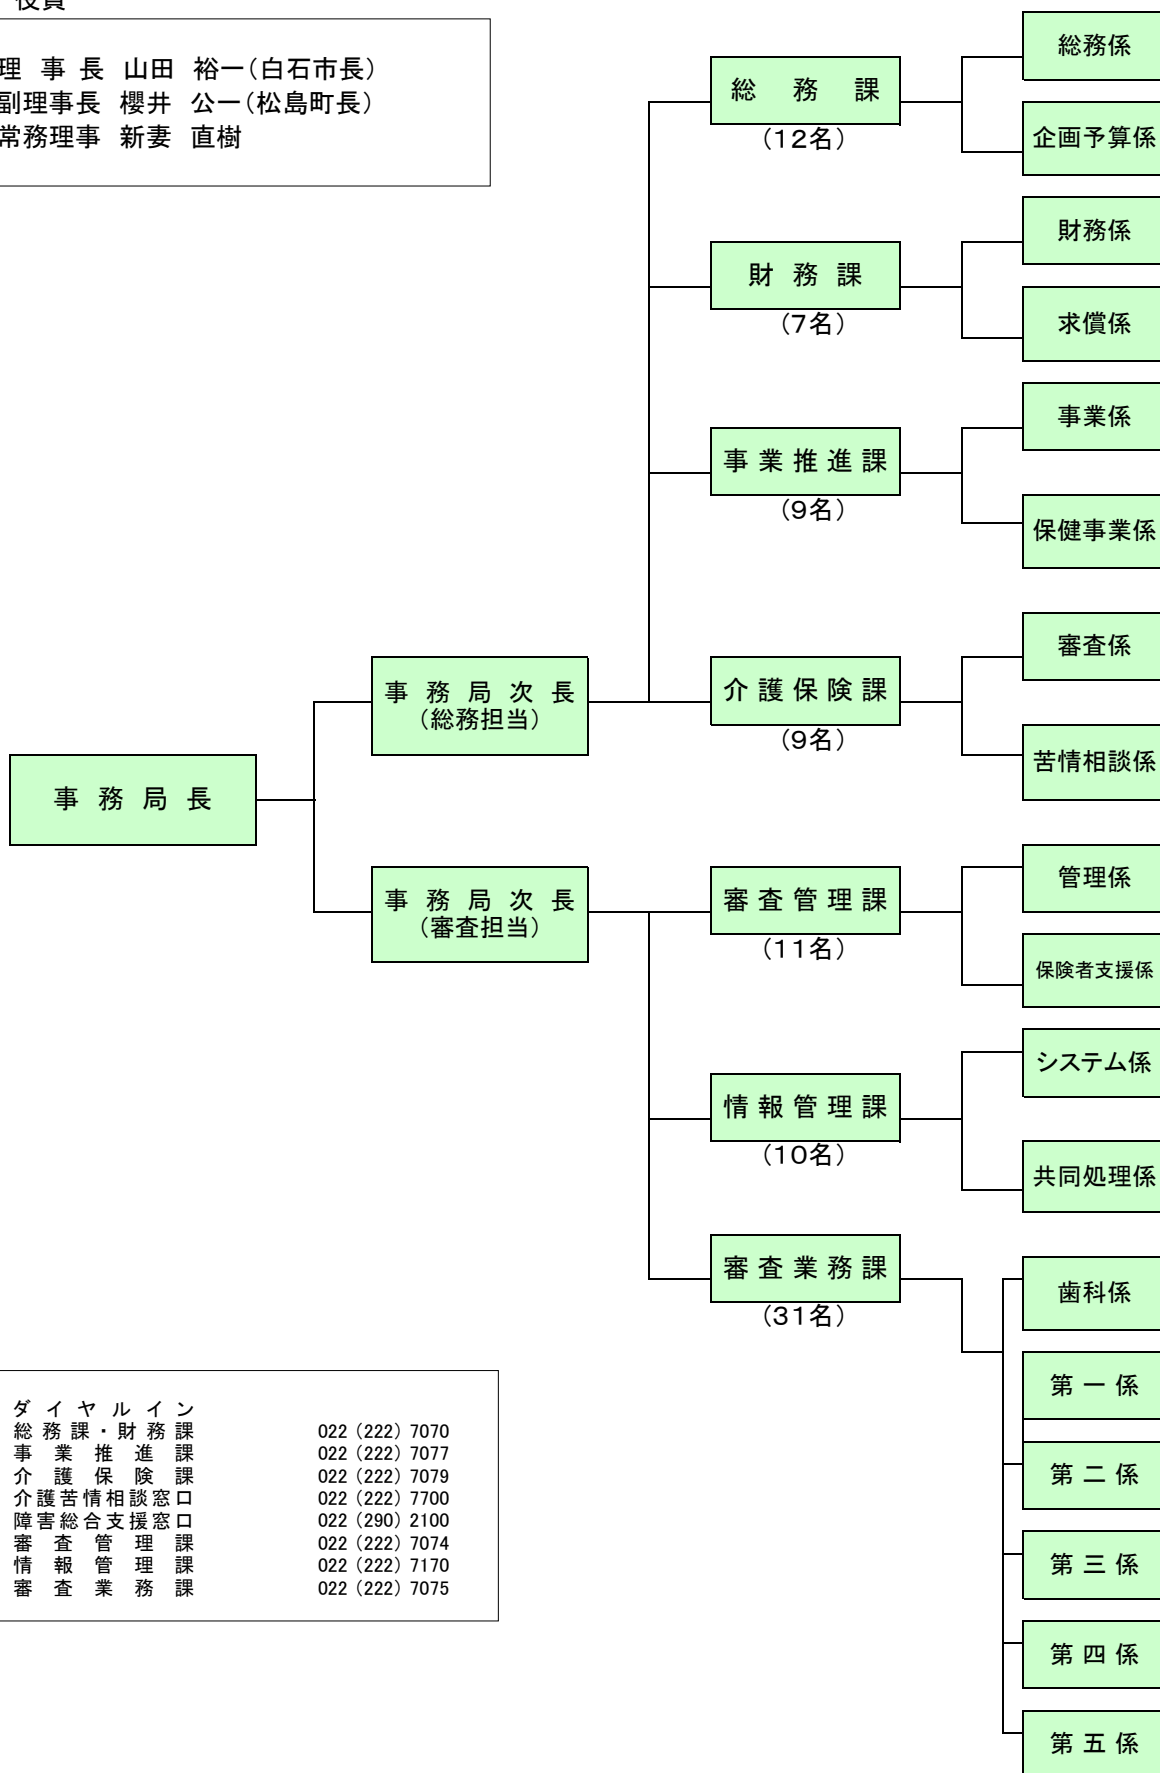 役員
理事長 山田 裕一(白石市長)
副理事長 櫻井 公一(松島町長)
常務理事 新妻 直樹
事務局長
事務局次長
(総務担当)
事務局次長
(審査担当)
総務課
(12名)
総務係
企画予算係
財務課
(7名)
財務係
求償係
事業推進課
(9名)
事業係
保健事業係
介護保険課
(9名)
審査係
苦情相談係
審査管理課
(11名)
管理係
保険者支援係
情報管理課
(10名)
システム係
共同処理係
審査業務課
(31名)
歯科係
第一係
第二係
第三係
第四係
第五係
ダイヤルイン
総務課・財務課 022(222)7070
事業推進課 022(222)7077
介護保険課 022(222)7079
介護苦情相談窓口 022(222)7700
障害総合支援窓口 022(290)2100
審査管理課 022(222)7074
情報管理課 022(222)7170
審査業務課 022(222)7075